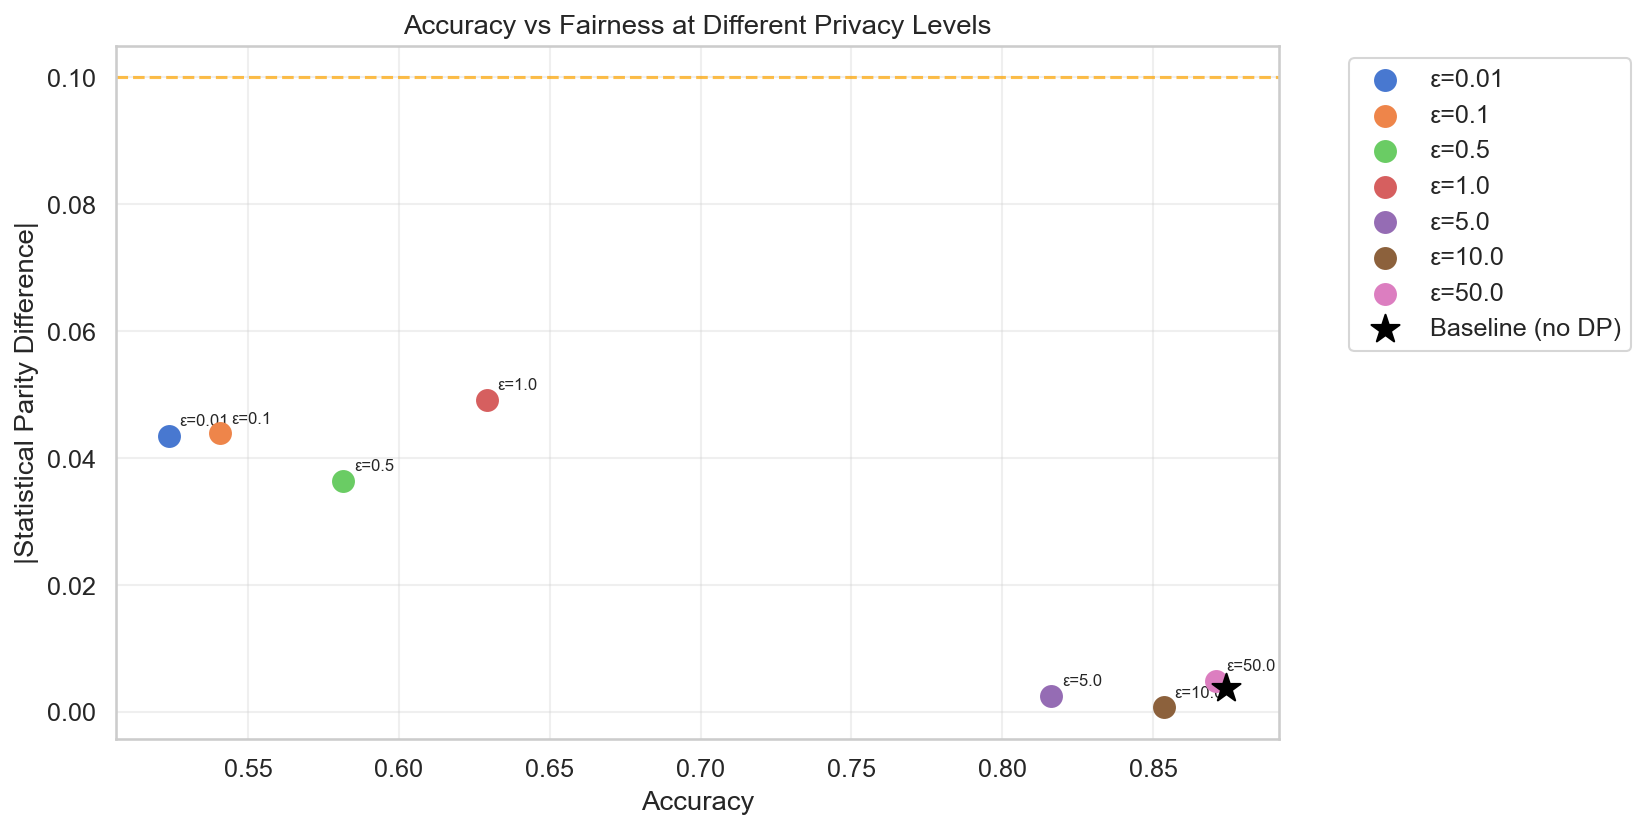 Accuracy vs Fairness at Different Privacy Levels
|Statistical Parity Difference|
0.10
0.08
0.06
0.04
0.02
0.00
ε=0.01
ε=0.1
ε=0.5
ε=1.0
ε=5.0
ε=10.0
ε=50.0
0.55
0.60
0.65
0.70
0.75
0.80
0.85
Accuracy
ε=0.01
ε=0.1
ε=0.5
ε=1.0
ε=5.0
ε=10.0
ε=50.0
Baseline (no DP)